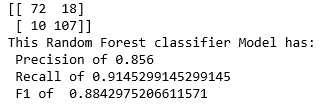 [[ 72  18]
 [ 10 107]]
This Random Forest classifier Model has:
 Precision of 0.856
 Recall of 0.9145299145299145
 F1 of  0.8842975206611571